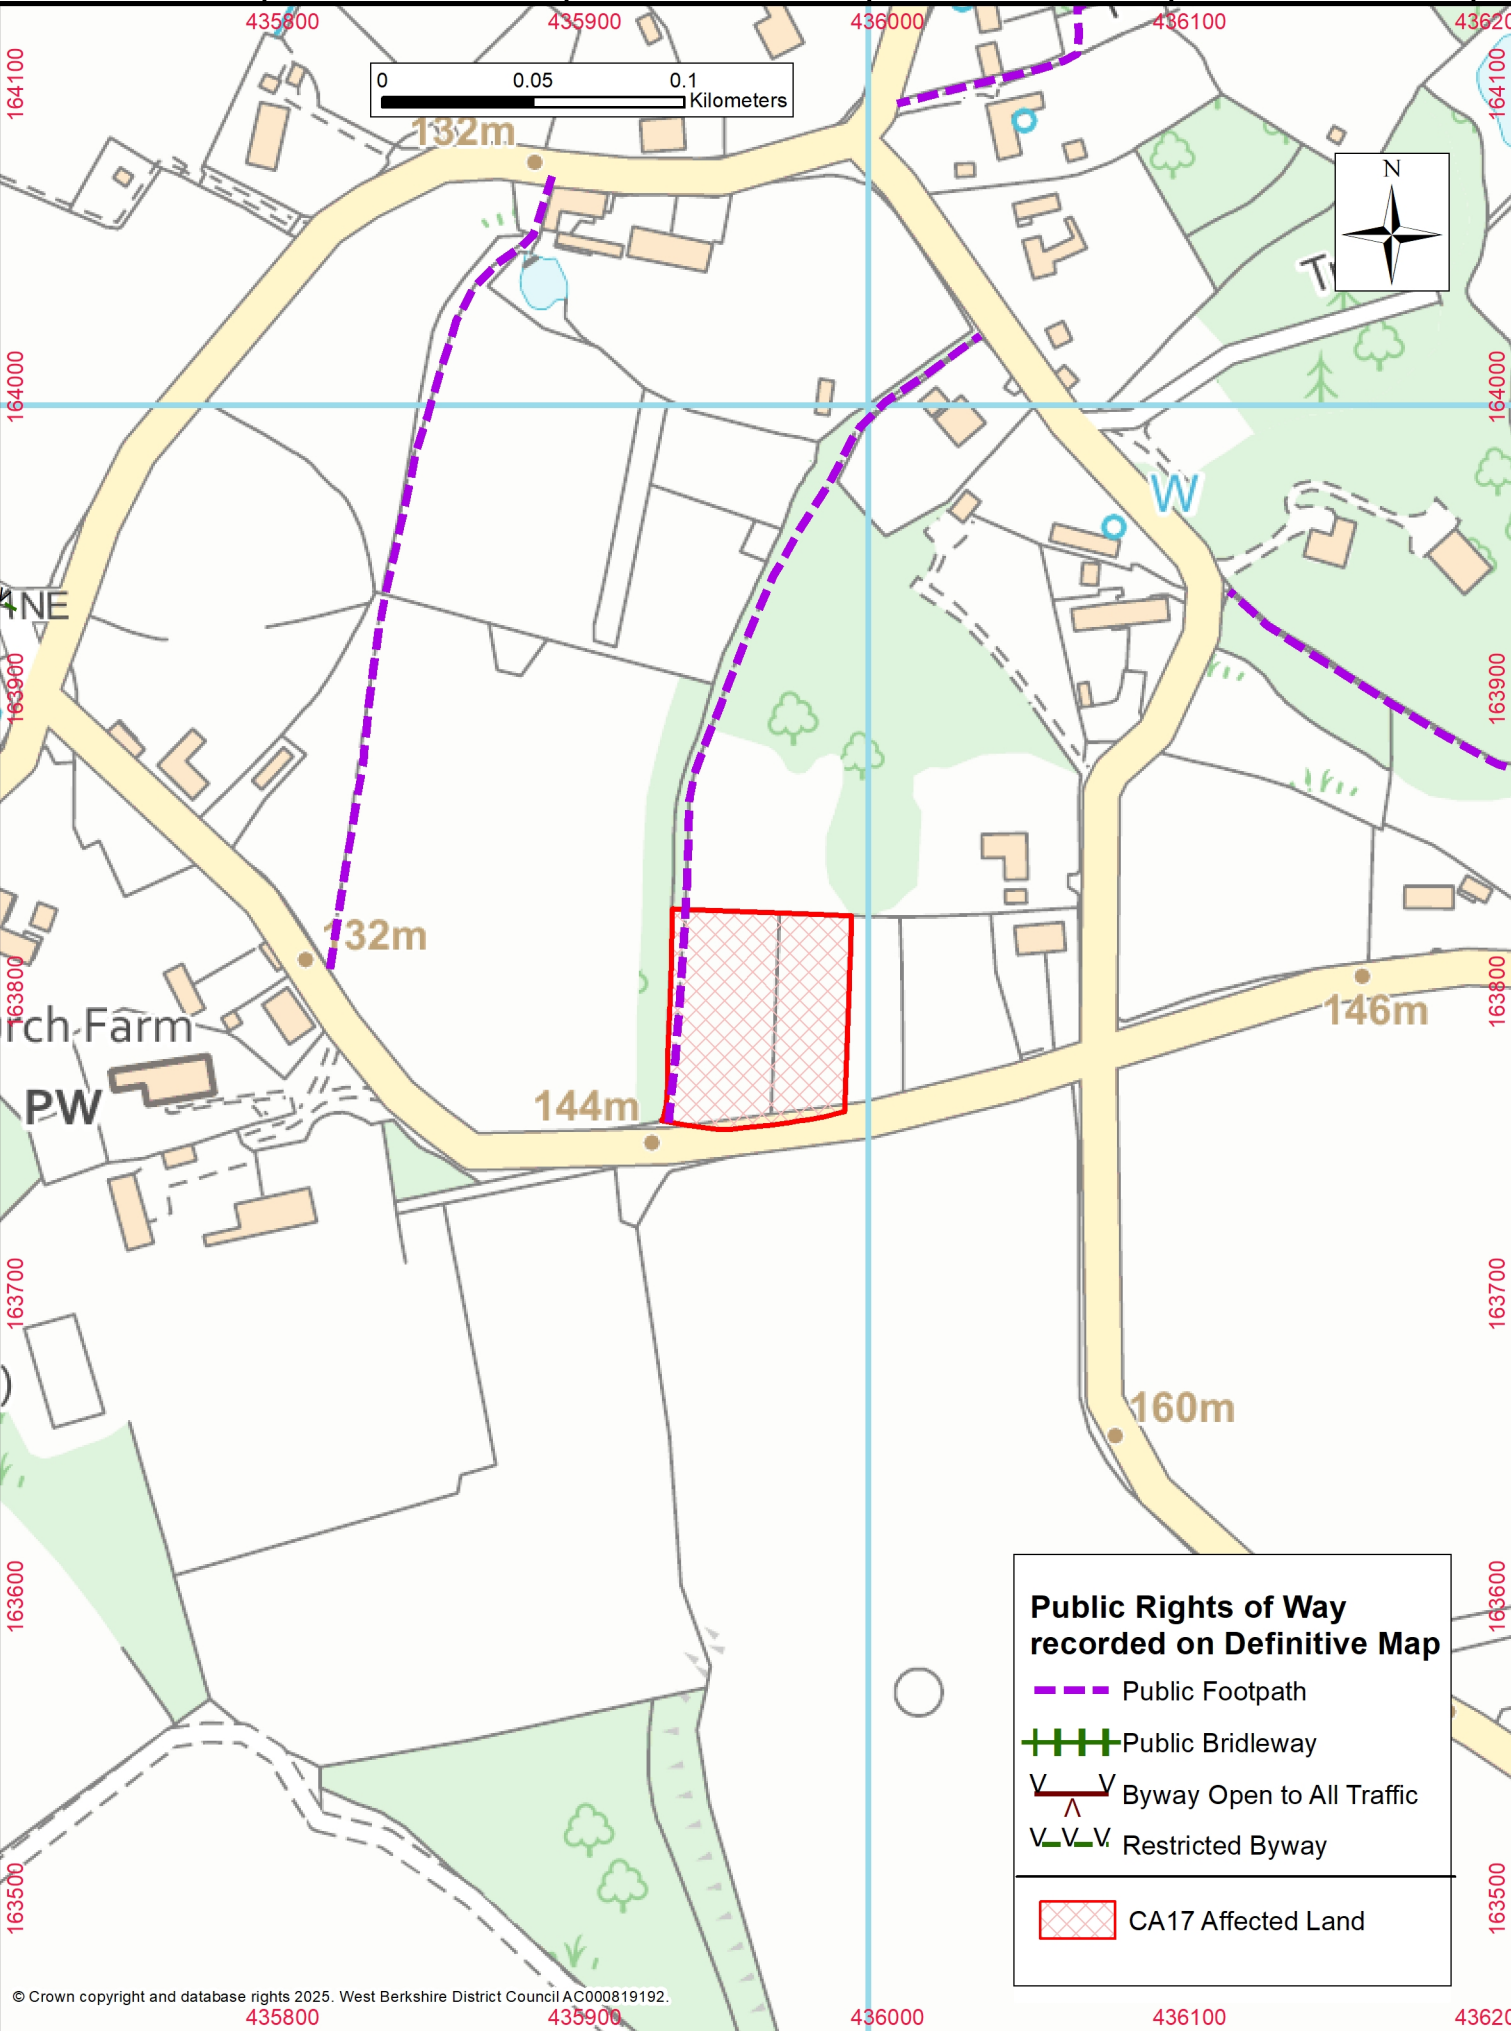 435800 435900 436000 436100
164100 164100
0 0.05 0.1
Kilometers
132m
N
164000 164000
W
163900 163900
132m
163800 163800
146m
rch Farm
PW
144m
163700 163700
160m
163600 163600
Public Rights of Way
recorded on Definitive Map
Public Footpath
Public Bridleway
Byway Open to All Traffic
Restricted Byway
CA17 Affected Land
163500 163500
© Crown copyright and database rights 2025. West Berkshire District Council AC000819192.
435800 435900 436000 436100